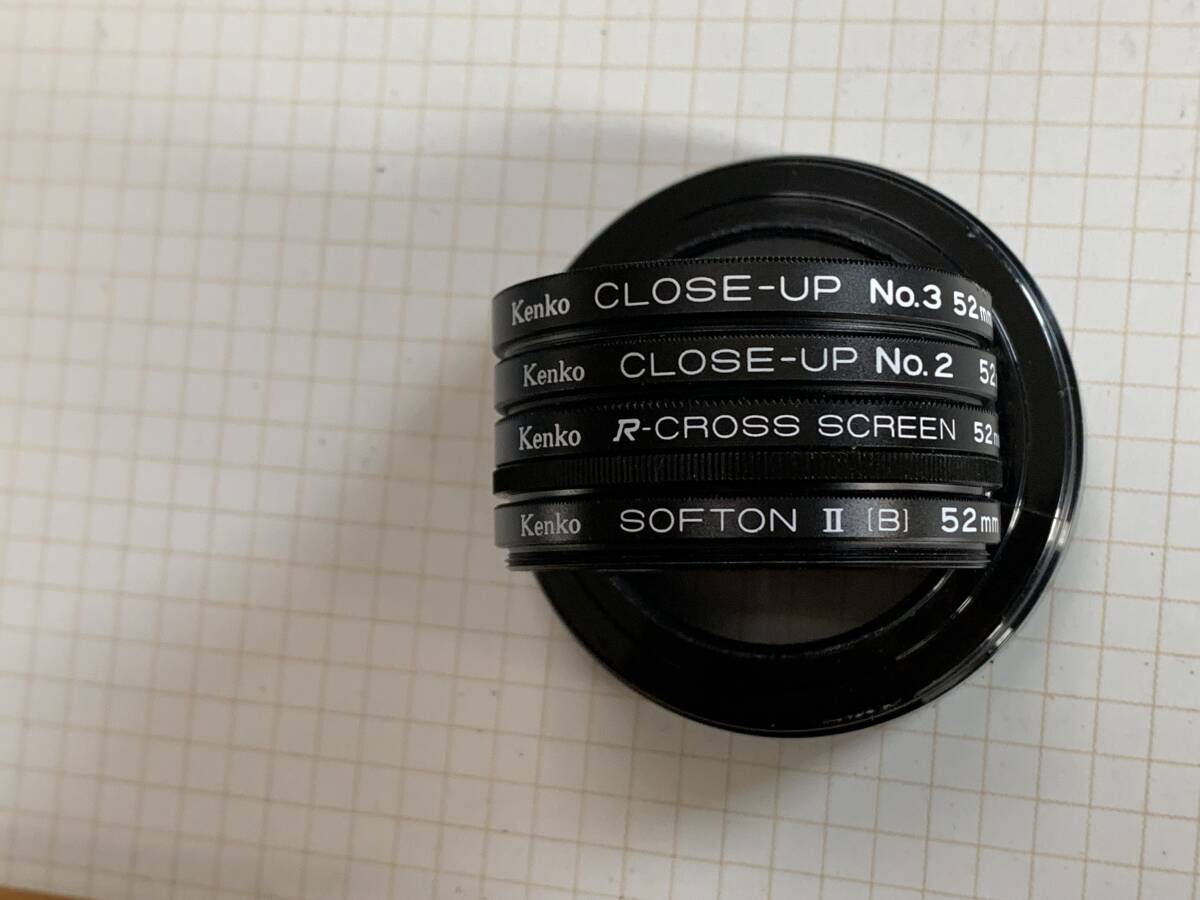 Kenko CLOSE-UP No.3 52mm
Kenko CLOSE-UP No.2 52
Kenko R-CROSS SCREEN 52m
Kenko SOFTON II [B] 52mm